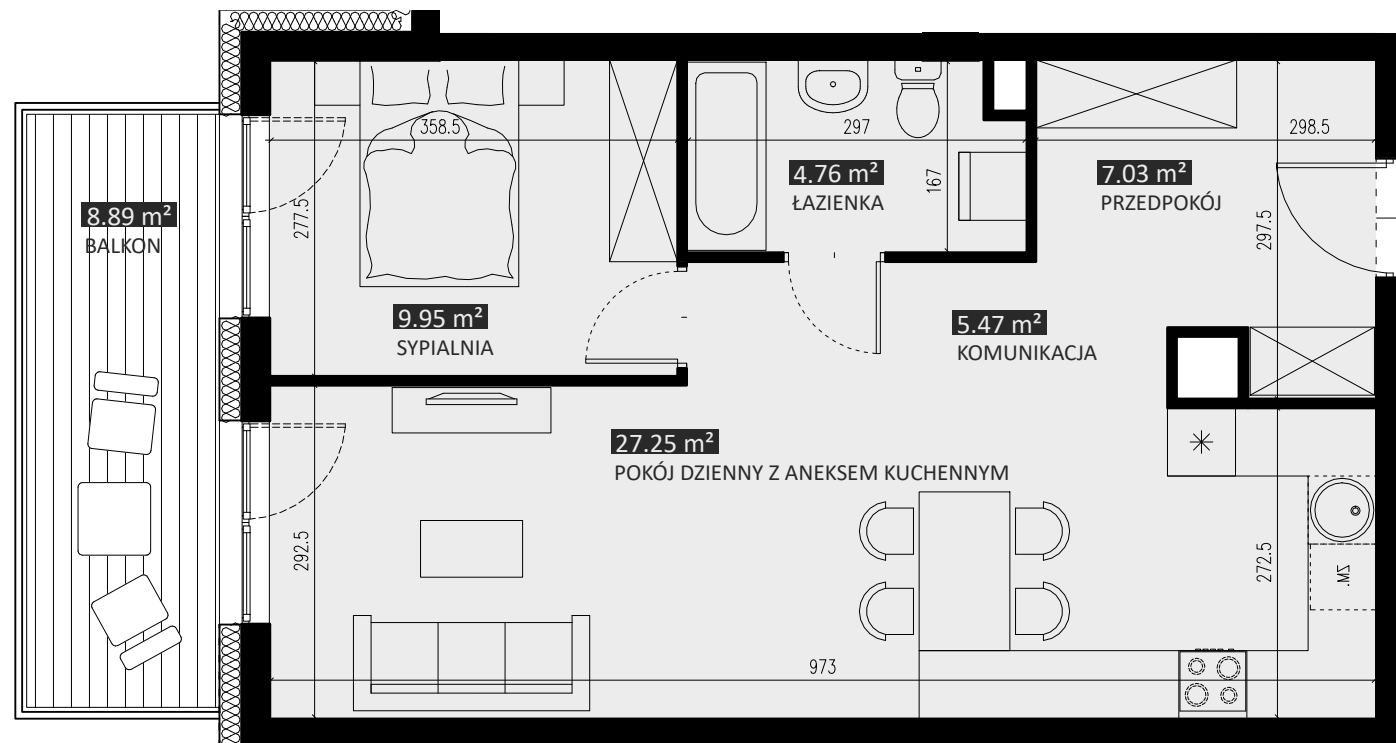 358.5
297
298.5
4.76 m²
ŁAZIENKA
167
7.03 m²
PRZEDPOKÓJ
8.89 m²
BALKON
277.5
297.5
9.95 m²
SYPIALNIA
5.47 m²
KOMUNIKACJA
27.25 m²
POKÓJ DZIENNY Z ANEKSEM KUCHENNYM
292.5
272.5
ZM.
973